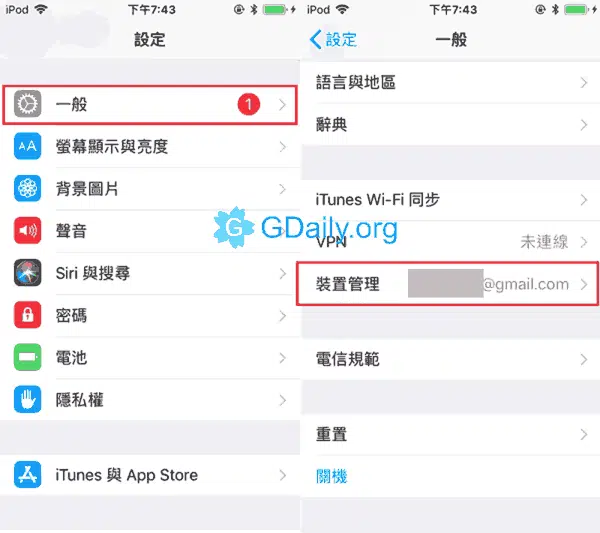 iPod 下午7:43
設定
一般 1
螢幕顯示與亮度
背景圖片
聲音
Siri 與搜尋
密碼
電池
隱私權
iTunes 與 App Store
iPod 下午7:43
設定 一般
語言與地區
辭典
iTunes Wi-Fi 同步
VPN 未連線
裝置管理 @gmail.com
電信規範
重置
關機
GDaily.org